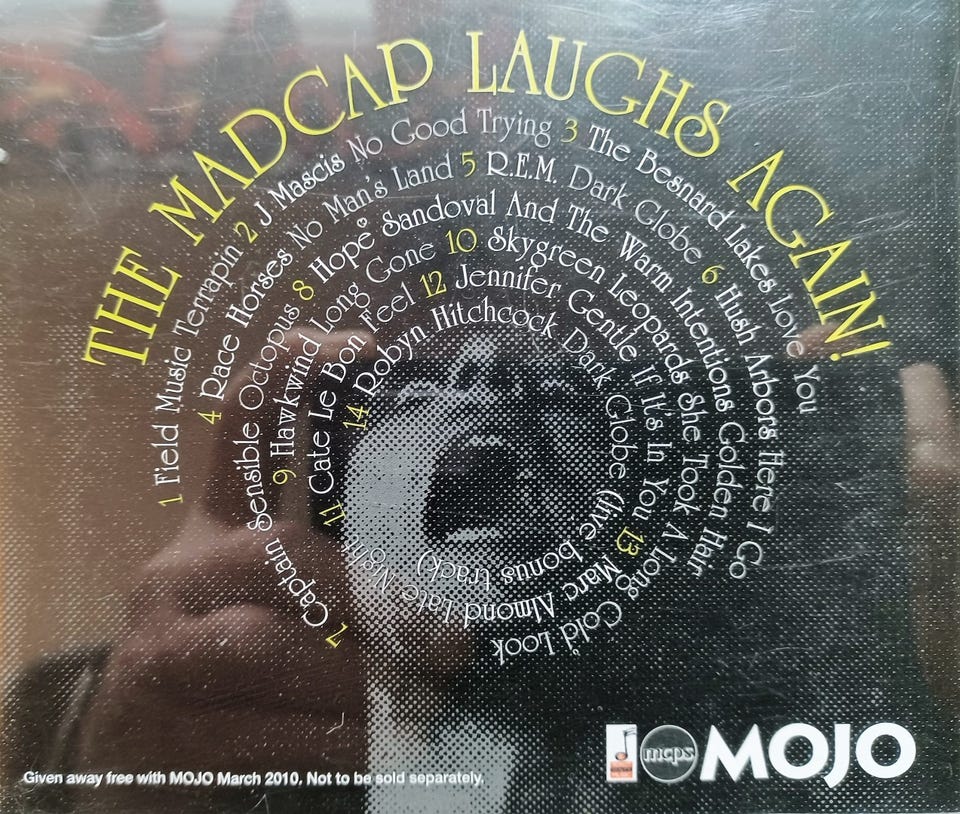 THE MADCAP LAUGHS AGAIN!
1 Field Music Terrapin 2 J Mascis No Good Trying 3 The Besnard Lakes Love You
4 Race Horses No Man's Land 5 R.E.M. Dark Globe 6 Hush Arbors Here I Go
7 Captain Sensible Octopus 8 Hope Sandoval And The Warm Intentions Golden Hair
9 Hawkwind Long Gone 10 Skygreen Leopards She Took A Long Cold Look
11 Cate Le Bon Feel 12 Jennifer Gentle If It's In You 13 Marc Almond Late Night
14 Robyn Hitchcock Dark Globe (live bonus track)
mcps MOJO
Given away free with MOJO March 2010. Not to be sold separately.